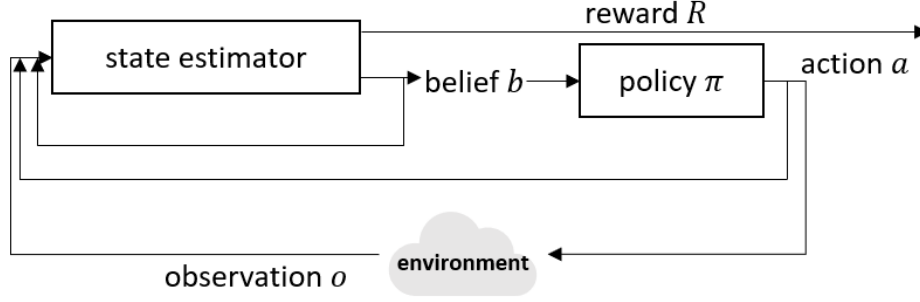 reward R
state estimator
belief b
policy π
action a
environment
observation o